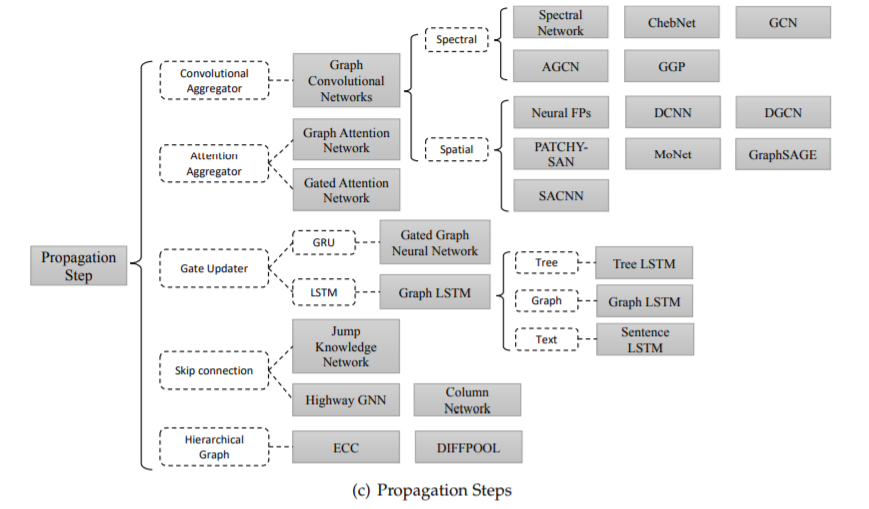 Propagation
Step
Convolutional
Aggregator
Graph
Convolutional
Networks
Spectral
Spectral
Network
ChebNet
GCN
AGCN
GGP
Spatial
Neural FPs
DCNN
DGCN
PATCHY-
SAN
MoNet
GraphSAGE
SACNN
Attention
Aggregator
Graph Attention
Network
Gated Attention
Network
Gate Updater
GRU
Gated Graph
Neural Network
LSTM
Graph LSTM
Tree
Tree LSTM
Graph
Graph LSTM
Text
Sentence
LSTM
Skip connection
Jump
Knowledge
Network
Highway GNN
Column
Network
Hierarchical
Graph
ECC
DIFFPOOL
(c) Propagation Steps